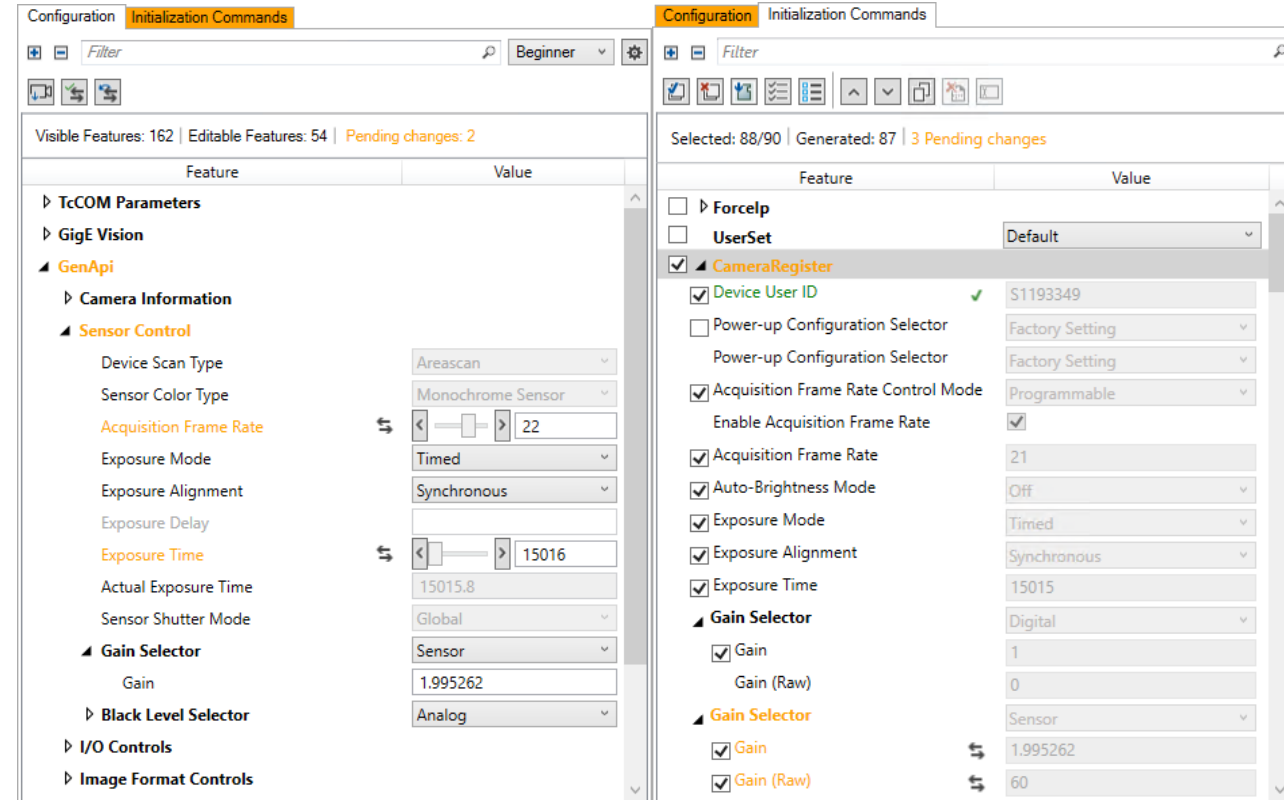 Configuration Initialization Commands
Filter Beginner
Visible Features: 162 Editable Features: 54 Pending changes: 2
Feature Value
TcCOM Parameters
GigE Vision
GenApi
Camera Information
Sensor Control
Device Scan Type Areascan
Sensor Color Type Monochrome Sensor
Acquisition Frame Rate 22
Exposure Mode Timed
Exposure Alignment Synchronous
Exposure Delay
Exposure Time 15016
Actual Exposure Time 15015.8
Sensor Shutter Mode Global
Gain Selector Sensor
Gain 1.995262
Black Level Selector Analog
I/O Controls
Image Format Controls
Configuration Initialization Commands
Filter
Selected: 88/90 Generated: 87 3 Pending changes
Feature Value
ForceIp
UserSet Default
CameraRegister
Device User ID S1193349
Power-up Configuration Selector Factory Setting
Power-up Configuration Selector Factory Setting
Acquisition Frame Rate Control Mode Programmable
Enable Acquisition Frame Rate
Acquisition Frame Rate 21
Auto-Brightness Mode Off
Exposure Mode Timed
Exposure Alignment Synchronous
Exposure Time 15015
Gain Selector Digital
Gain 1
Gain (Raw) 0
Gain Selector Sensor
Gain 1.995262
Gain (Raw) 60